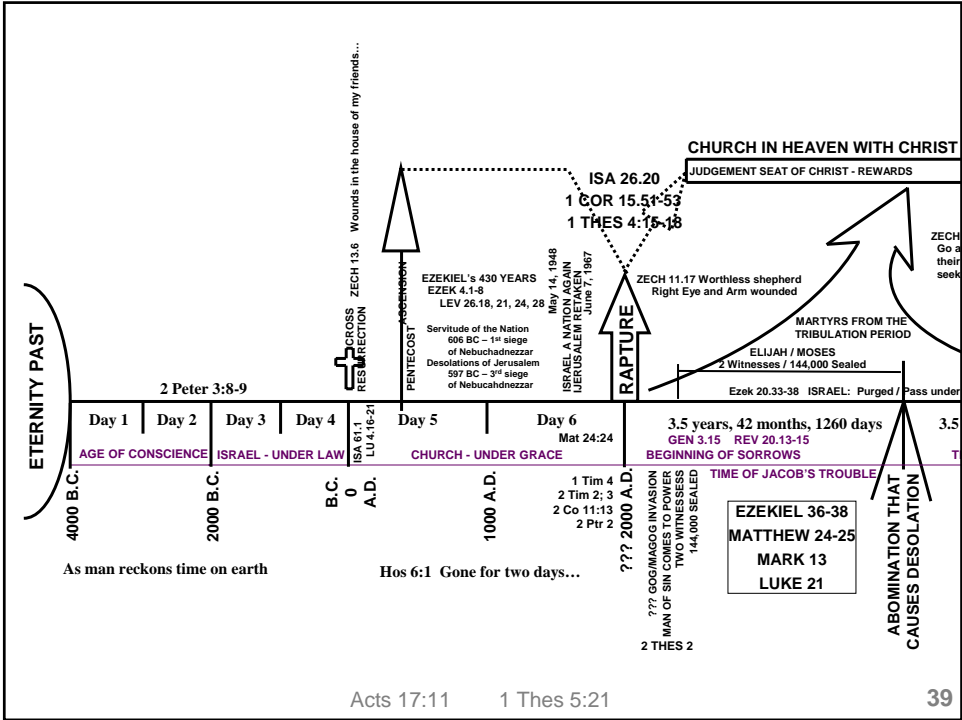 CHURCH IN HEAVEN WITH CHRIST
JUDGEMENT SEAT OF CHRIST - REWARDS
ISA 26.20
1 COR 15.51-53
1 THES 4:15-18
ZECH
Go a
their
seek
ZECH 13.6 Wounds in the house of my friends…
CROSS
RESURRECTION
ASCENSION
PENTECOST
EZEKIEL's 430 YEARS
EZEK 4.1-8
LEV 26.18, 21, 24, 28
Servitude of the Nation
606 BC – 1st siege
of Nebuchadnezzar
Desolations of Jerusalem
597 BC – 3rd siege
of Nebucahdnezzar
May 14, 1948
ISRAEL A NATION AGAIN
IJERUSALEM RETAKEN
June 7, 1967
RAPTURE
ZECH 11.17 Worthless shepherd
Right Eye and Arm wounded
MARTYRS FROM THE
TRIBULATION PERIOD
ELIJAH / MOSES
2 Witnesses / 144,000 Sealed
Ezek 20.33-38 ISRAEL: Purged / Pass under
ETERNITY PAST
2 Peter 3:8-9
Day 1
Day 2
Day 3
Day 4
ISA 61.1
LU 4.16-21
Day 5
Day 6
Mat 24:24
3.5 years, 42 months, 1260 days
3.5
GEN 3.15 REV 20.13-15
AGE OF CONSCIENCE
ISRAEL - UNDER LAW
CHURCH - UNDER GRACE
BEGINNING OF SORROWS
TIME OF JACOB'S TROUBLE
4000 B.C.
2000 B.C.
B.C.
0
A.D.
1000 A.D.
1 Tim 4
2 Tim 2; 3
2 Co 11:13
2 Ptr 2
??? 2000 A.D.
??? GOG/MAGOG INVASION
MAN OF SIN COMES TO POWER
TWO WITNESSESS
144,000 SEALED
2 THES 2
EZEKIEL 36-38
MATTHEW 24-25
MARK 13
LUKE 21
ABOMINATION THAT
CAUSES DESOLATION
As man reckons time on earth
Hos 6:1 Gone for two days…
Acts 17:11 1 Thes 5:21
39